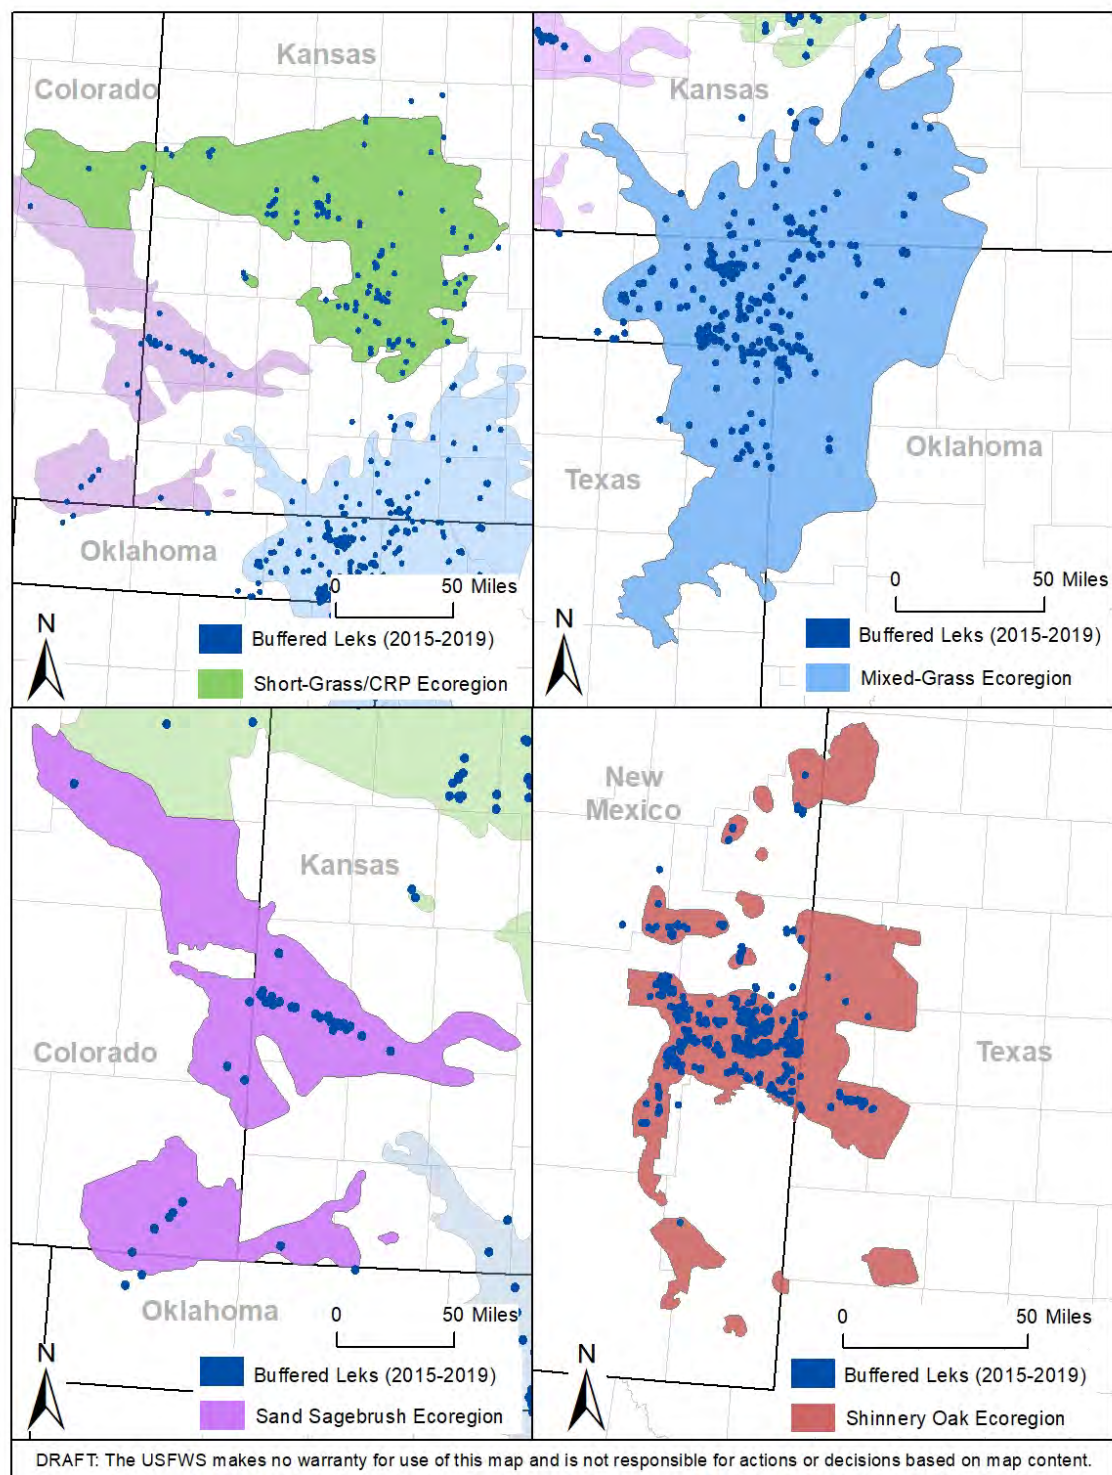 Kansas
Colorado
Oklahoma
0
50 Miles
N
Buffered Leks (2015-2019)
Short-Grass/CRP Ecoregion
Kansas
Oklahoma
Texas
0
50 Miles
N
Buffered Leks (2015-2019)
Mixed-Grass Ecoregion
Kansas
Colorado
Oklahoma
0
50 Miles
N
Buffered Leks (2015-2019)
Sand Sagebrush Ecoregion
New
Mexico
Texas
0
50 Miles
N
Buffered Leks (2015-2019)
Shinnery Oak Ecoregion
DRAFT: The USFWS makes no warranty for use of this map and is not responsible for actions or decisions based on map content.